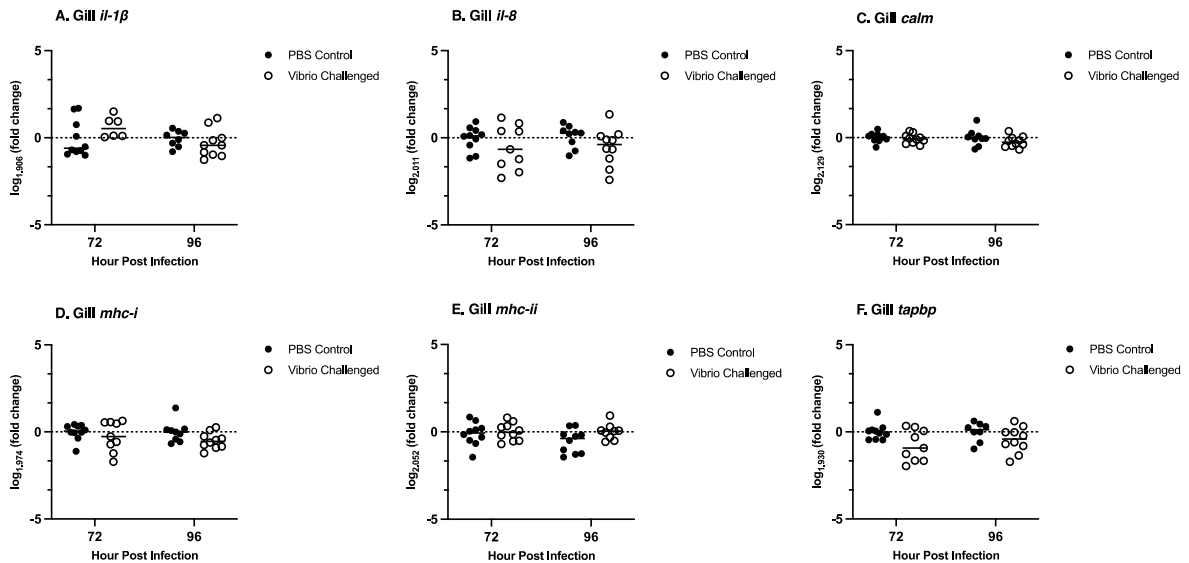 A. Gill il-1β
B. Gill il-8
C. Gill calm
5
0
-5
log1,906 (fold change)
72
96
Hour Post Infection
PBS Control
Vibrio Challenged
5
0
-5
log2,011 (fold change)
72
96
Hour Post Infection
PBS Control
Vibrio Challenged
5
0
-5
log2,129 (fold change)
72
96
Hour Post Infection
PBS Control
Vibrio Challenged
D. Gill mhc-i
E. Gill mhc-ii
F. Gill tapbp
5
0
-5
log1,974 (fold change)
72
96
Hour Post Infection
PBS Control
Vibrio Challenged
5
0
-5
log2,052 (fold change)
72
96
Hour Post Infection
PBS Control
Vibrio Challenged
5
0
-5
log1,930 (fold change)
72
96
Hour Post Infection
PBS Control
Vibrio Challenged